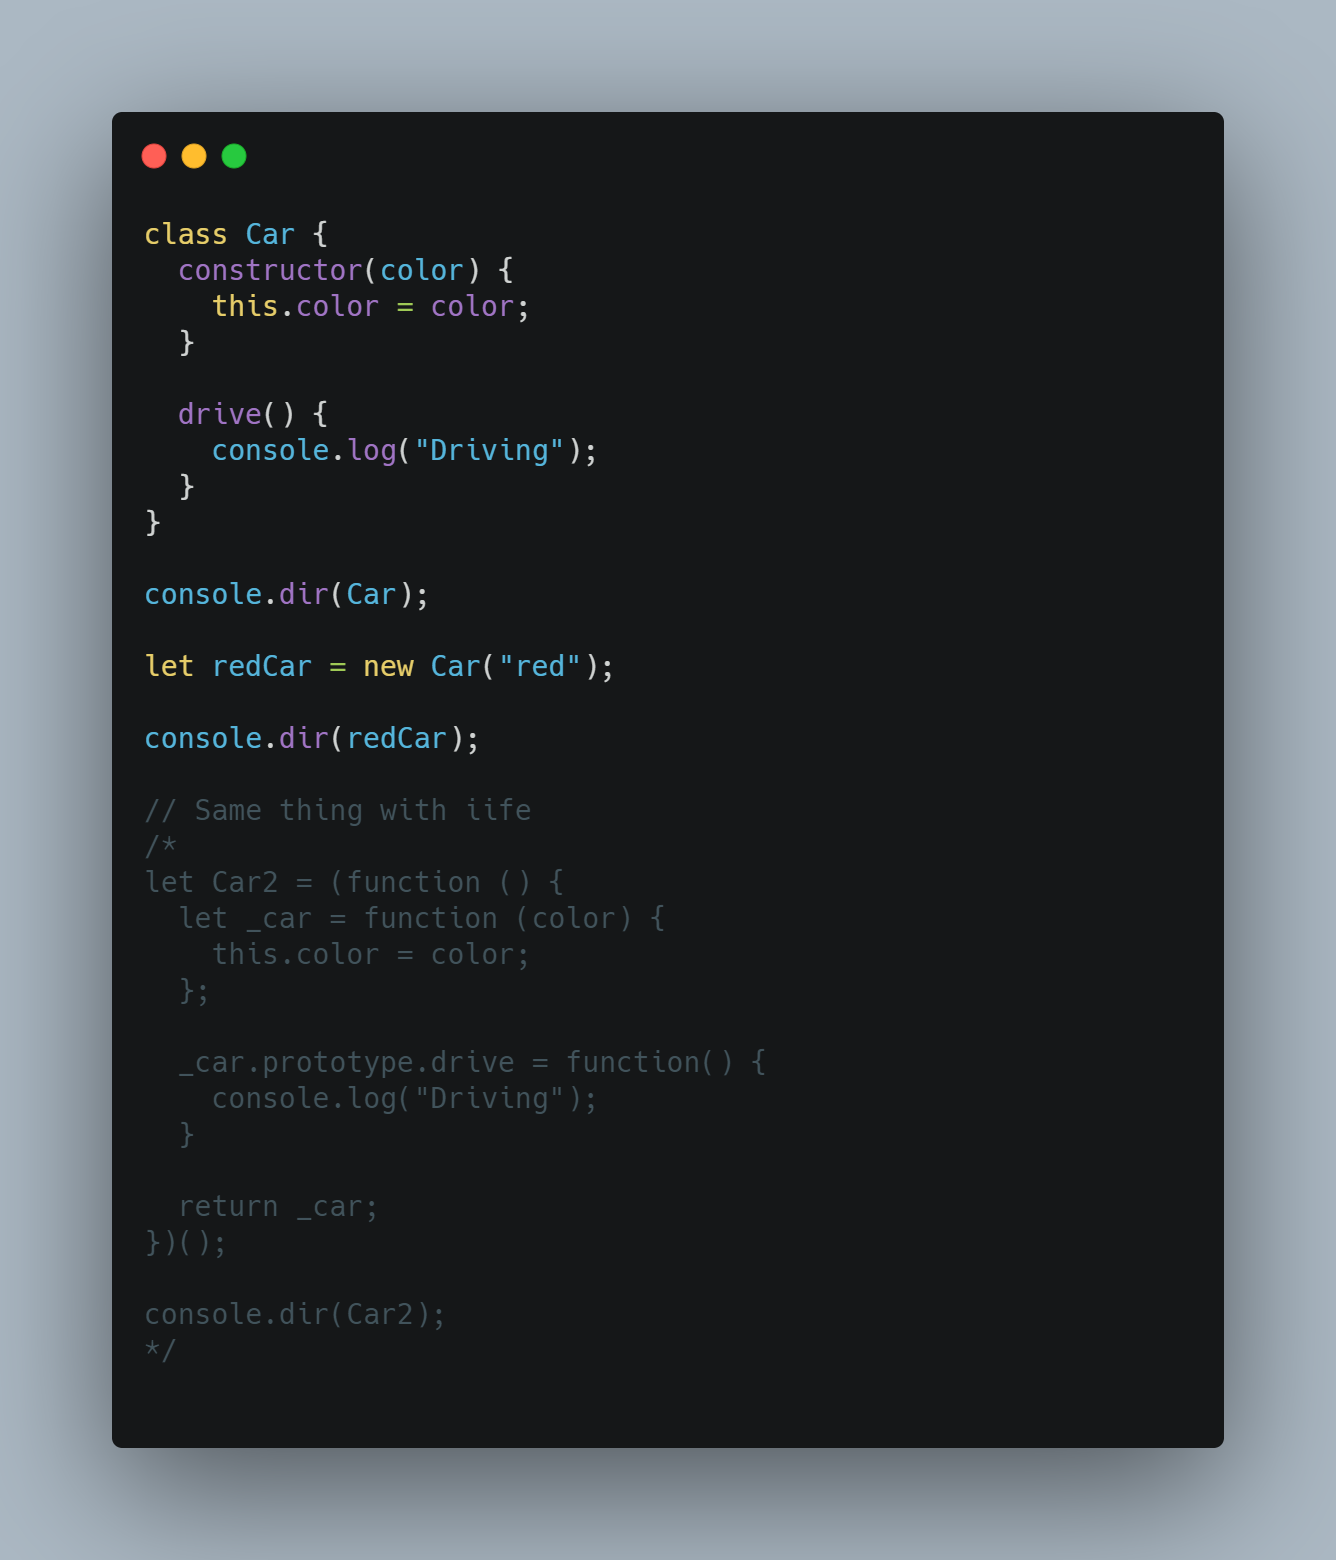 class Car {
  constructor(color) {
    this.color = color;
  }

  drive() {
    console.log("Driving");
  }
}

console.dir(Car);

let redCar = new Car("red");

console.dir(redCar);

// Same thing with iife
/*
let Car2 = (function () {
  let _car = function (color) {
    this.color = color;
  };

  _car.prototype.drive = function() {
    console.log("Driving");
  }

  return _car;
})();

console.dir(Car2);
*/